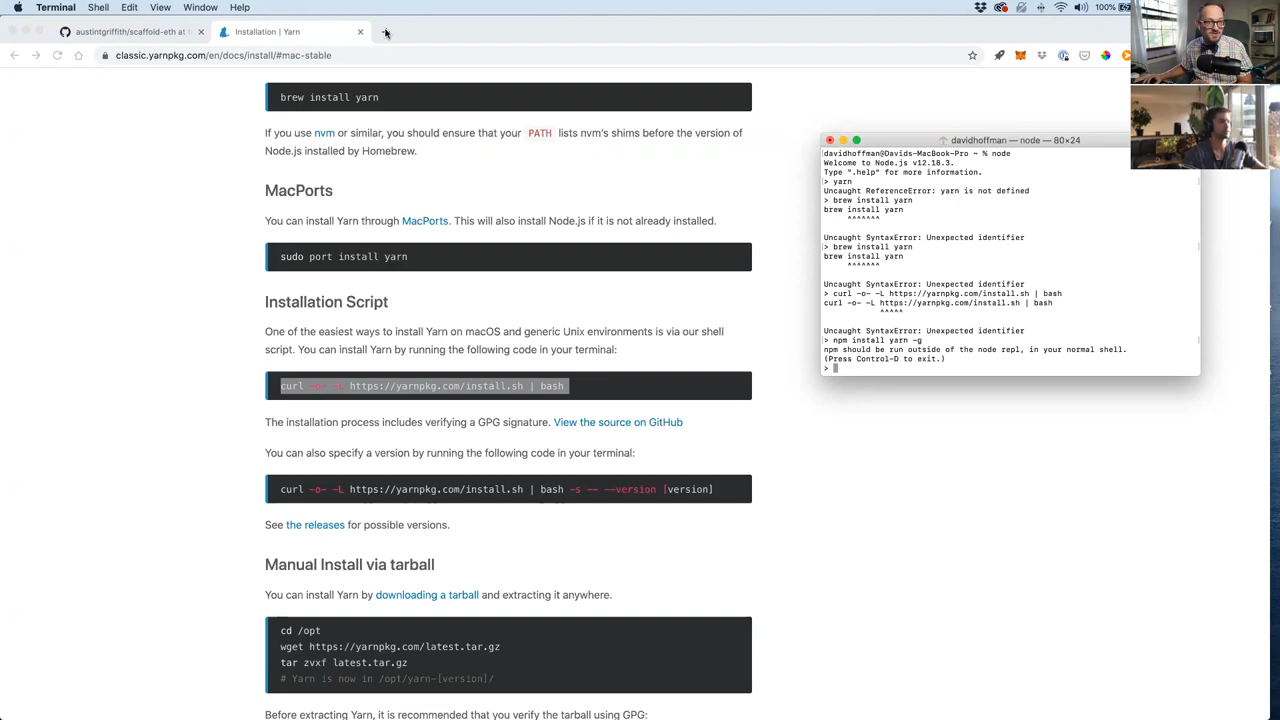 Terminal Shell Edit View Window Help 100%
austintgriffith/scaffold-eth at
Installation | Yarn
classic.yarnpkg.com/en/docs/install/#mac-stable
brew install yarn
If you use nvm or similar, you should ensure that your PATH lists nvm's shims before the version of
Node.js installed by Homebrew.
MacPorts
You can install Yarn through MacPorts. This will also install Node.js if it is not already installed.
sudo port install yarn
Installation Script
One of the easiest ways to install Yarn on macOS and generic Unix environments is via our shell
script. You can install Yarn by running the following code in your terminal:
curl -o- -L https://yarnpkg.com/install.sh | bash
The installation process includes verifying a GPG signature. View the source on GitHub
You can also specify a version by running the following code in your terminal:
curl -o- -L https://yarnpkg.com/install.sh | bash -s -- --version [version]
See the releases for possible versions.
Manual Install via tarball
You can install Yarn by downloading a tarball and extracting it anywhere.
cd /opt
wget https://yarnpkg.com/latest.tar.gz
tar zvxf latest.tar.gz
# Yarn is now in /opt/yarn-[version]/
Before extracting Yarn, it is recommended that you verify the tarball using GPG:
davidhoffman — node — 80×24
davidhoffman@Davids-MacBook-Pro ~ % node
Welcome to Node.js v12.18.3.
Type ".help" for more information.
> yarn
Uncaught ReferenceError: yarn is not defined
> brew install yarn
brew install yarn
^^^^^^^
Uncaught SyntaxError: Unexpected identifier
> brew install yarn
brew install yarn
^^^^^^^
Uncaught SyntaxError: Unexpected identifier
> curl -o- -L https://yarnpkg.com/install.sh | bash
curl -o- -L https://yarnpkg.com/install.sh | bash
^^^^^
Uncaught SyntaxError: Unexpected identifier
> npm install yarn -g
npm should be run outside of the node repl, in your normal shell.
(Press Control-D to exit.)
>